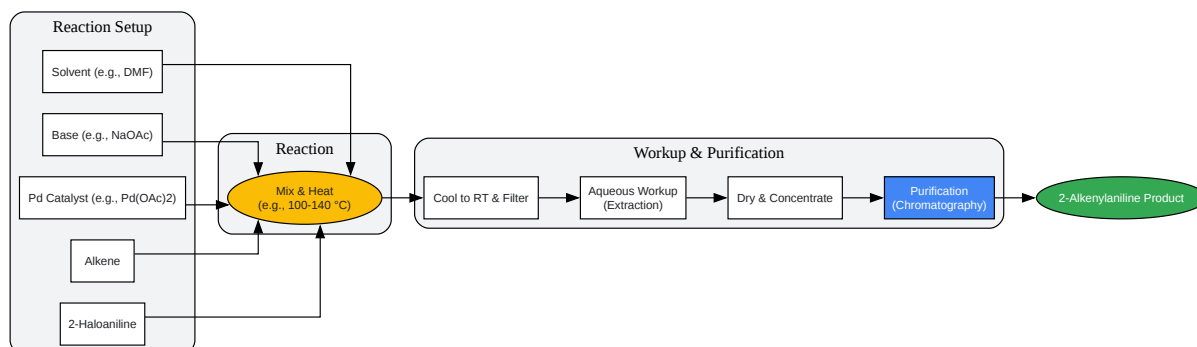 Reaction Setup
Solvent (e.g., DMF)
Base (e.g., NaOAc)
Pd Catalyst (e.g., Pd(OAc)2)
Alkene
2-Haloaniline
Reaction
Mix & Heat
(e.g., 100-140 °C)
Workup & Purification
Cool to RT & Filter
Aqueous Workup
(Extraction)
Dry & Concentrate
Purification
(Chromatography)
2-Alkenylaniline Product